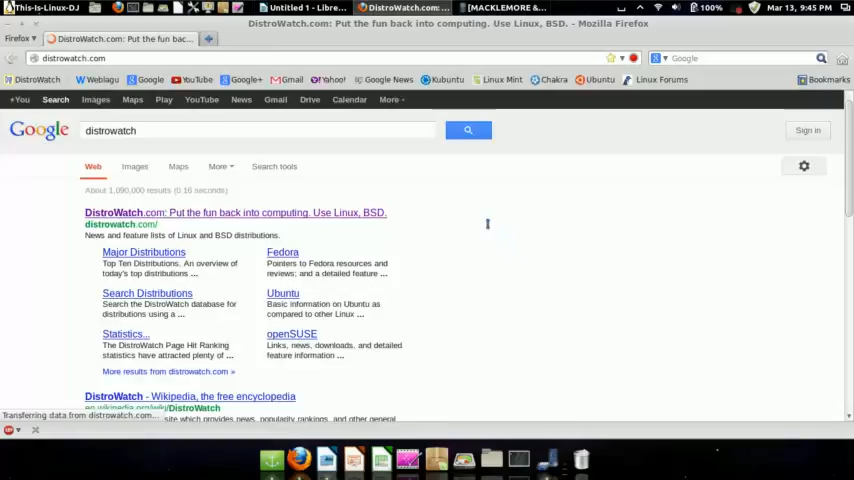 This-Is-Linux-DJ
Untitled 1 - Libre...
DistroWatch.com: ...
[MACKLEMORE &...
100%
Mar 13, 9:45 PM
DistroWatch.com: Put the fun back into computing. Use Linux, BSD. - Mozilla Firefox
Firefox
DistroWatch.com: Put the fun bac...
distrowatch.com
Google
DistroWatch
Weblagu
Google
YouTube
Google+
Gmail
Yahoo!
Google News
Kubuntu
Linux Mint
Chakra
Ubuntu
Linux Forums
Bookmarks
+You
Search
Images
Maps
Play
YouTube
News
Gmail
Drive
Calendar
More
Google
distrowatch
Sign in
Web
Images
Maps
More
Search tools
About 1,090,000 results (0.16 seconds)
DistroWatch.com: Put the fun back into computing. Use Linux, BSD.
distrowatch.com/
News and feature lists of Linux and BSD distributions.
Major Distributions
Top Ten Distributions. An overview of
today's top distributions ...
Fedora
Pointers to Fedora resources and
reviews; and a detailed feature ...
Search Distributions
Search the DistroWatch database for
distributions using a ...
Ubuntu
Basic information on Ubuntu as
compared to other Linux ...
Statistics...
The DistroWatch Page Hit Ranking
statistics have attracted plenty of ...
openSUSE
Links, news, downloads, and detailed
feature information ...
More results from distrowatch.com »
DistroWatch - Wikipedia, the free encyclopedia
en.wikipedia.org/wiki/DistroWatch
Transferring data from distrowatch.com...
site which provides news, popularity rankings, and other general